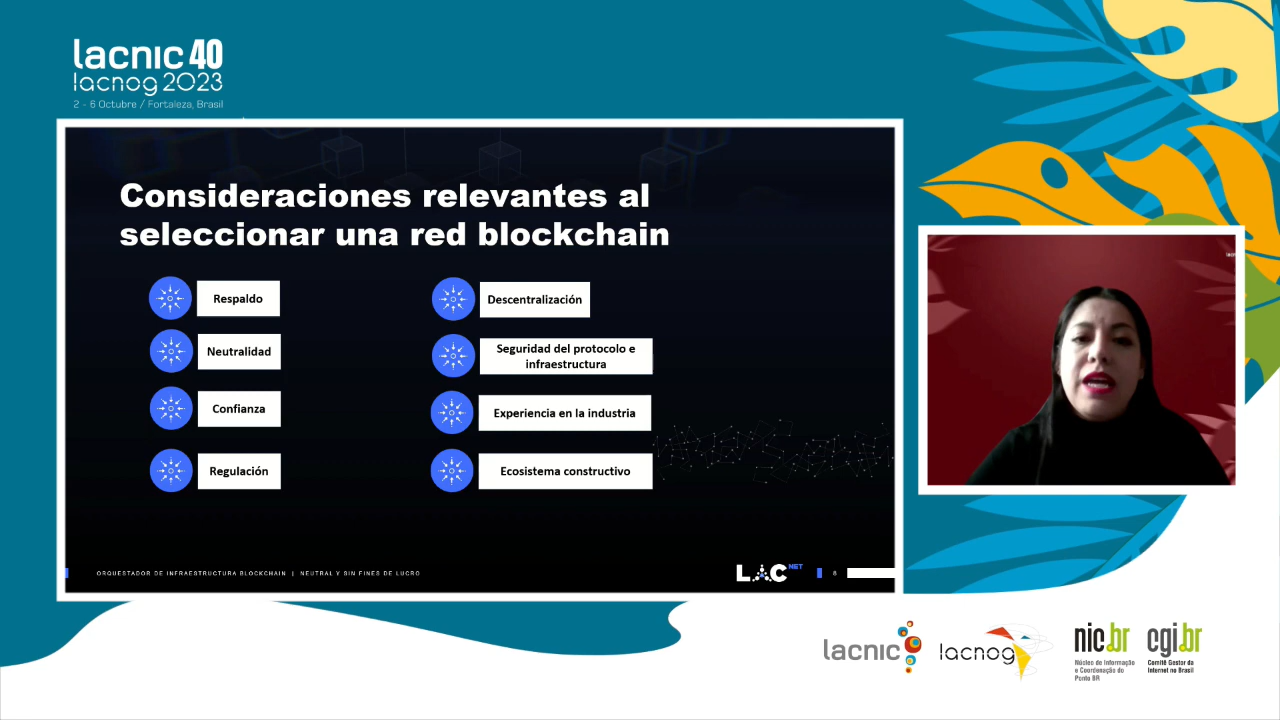 lacnic 40
lacnog 2023
2 - 6 Octubre / Fortaleza, Brasil
Consideraciones relevantes al
seleccionar una red blockchain
Respaldo
Neutralidad
Confianza
Regulación
Descentralización
Seguridad del protocolo e
infraestructura
Experiencia en la industria
Ecosistema constructivo
ORQUESTADOR DE INFRAESTRUCTURA BLOCKCHAIN | NEUTRAL Y SIN FINES DE LUCRO
LAC NET
8
lacnic
lacnog
nic.br
Núcleo de Informação
e Coordenação do
Ponto BR
cgi.br
Comitê Gestor da
Internet no Brasil